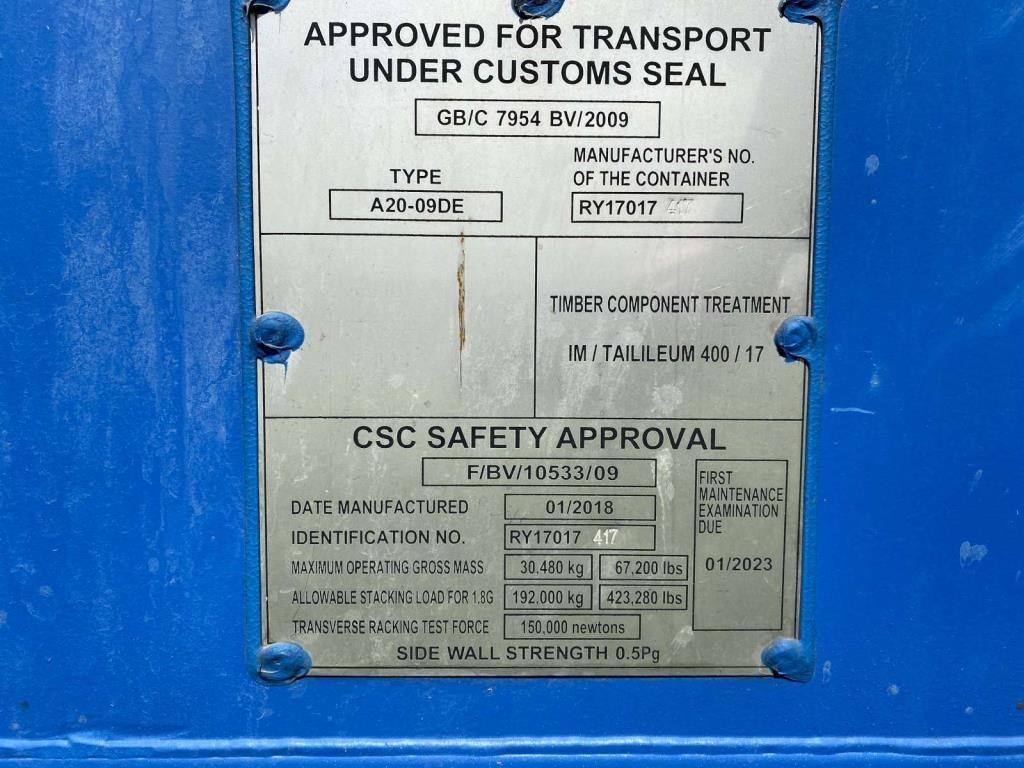 APPROVED FOR TRANSPORT
UNDER CUSTOMS SEAL
GB/C 7954 BV/2009
TYPE
A20-09DE
MANUFACTURER'S NO.
OF THE CONTAINER
RY17017 417
TIMBER COMPONENT TREATMENT
IM / TAILILEUM 400 / 17
CSC SAFETY APPROVAL
F/BV/10533/09
DATE MANUFACTURED 01/2018
IDENTIFICATION NO. RY17017 417
MAXIMUM OPERATING GROSS MASS 30,480 kg 67,200 lbs
ALLOWABLE STACKING LOAD FOR 1.8G 192,000 kg 423,280 lbs
TRANSVERSE RACKING TEST FORCE 150,000 newtons
FIRST
MAINTENANCE
EXAMINATION
DUE
01/2023
SIDE WALL STRENGTH 0.5Pg